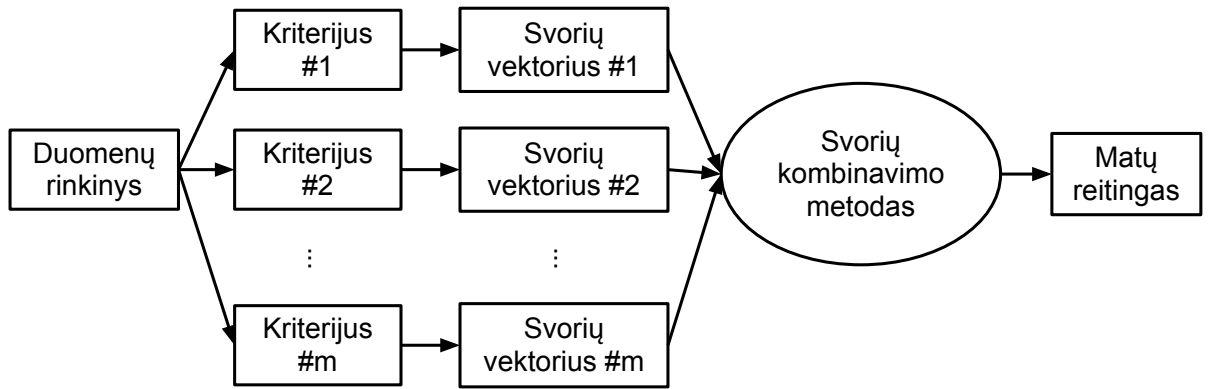 Duomenų
rinkinys
Kriterijus
#1
Svorių
vektorius #1
Kriterijus
#2
Svorių
vektorius #2
⋮
⋮
Kriterijus
#m
Svorių
vektorius #m
Svorių
kombinavimo
metodas
Matų
reitingas